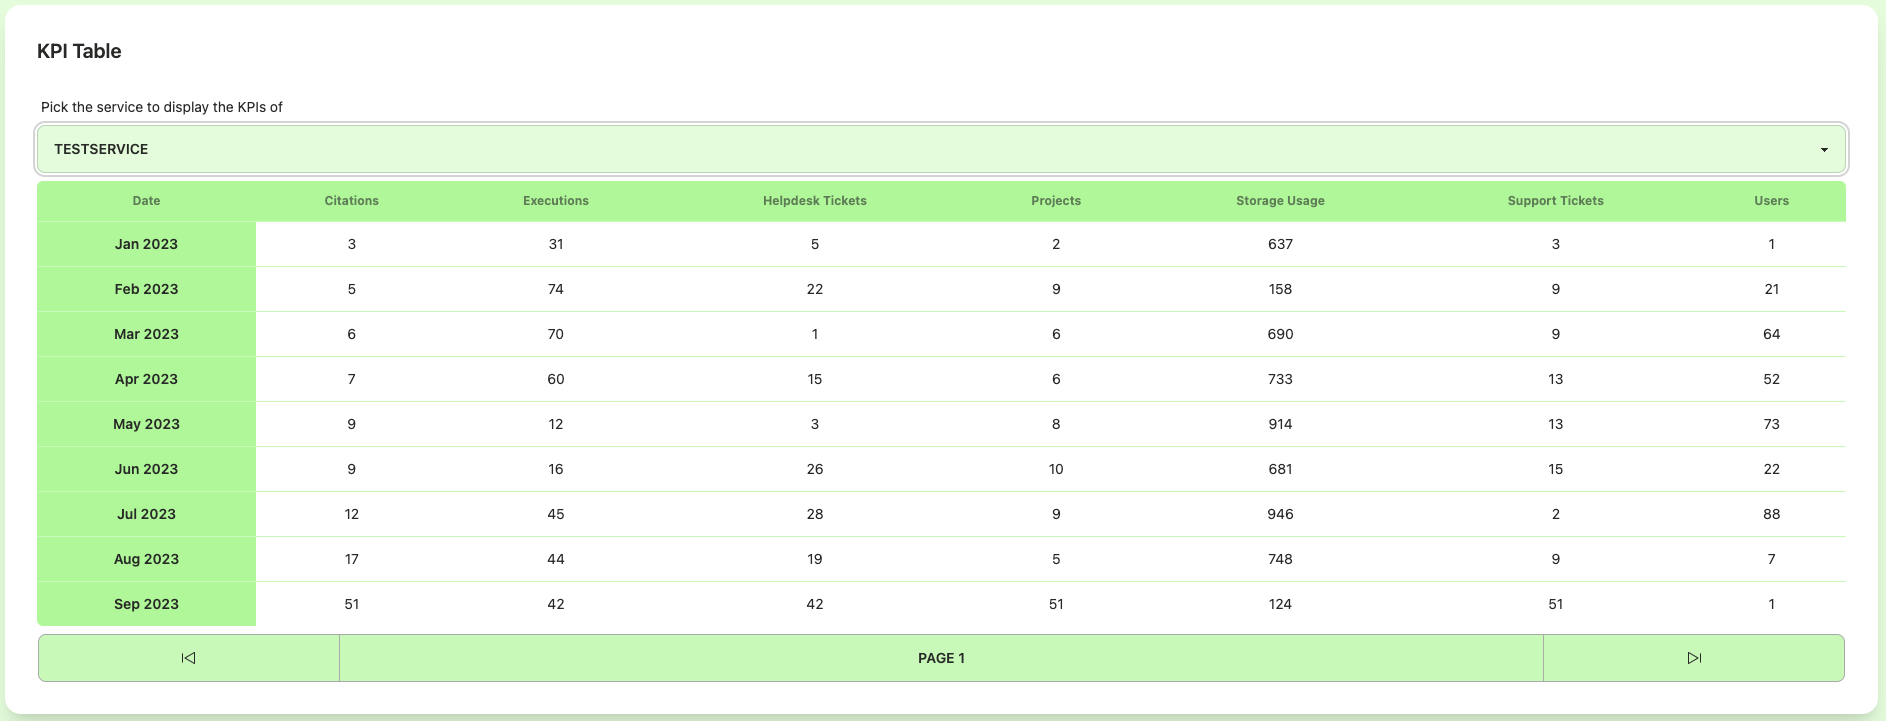 KPI Table
Pick the service to display the KPIs of
TESTSERVICE
Date Citations Executions Helpdesk Tickets Projects Storage Usage Support Tickets Users
Jan 2023 3 31 5 2 637 3 1
Feb 2023 5 74 22 9 158 9 21
Mar 2023 6 70 1 6 690 9 64
Apr 2023 7 60 15 6 733 13 52
May 2023 9 12 3 8 914 13 73
Jun 2023 9 16 26 10 681 15 22
Jul 2023 12 45 28 9 946 2 88
Aug 2023 17 44 19 5 748 9 7
Sep 2023 51 42 42 51 124 51 1
PAGE 1